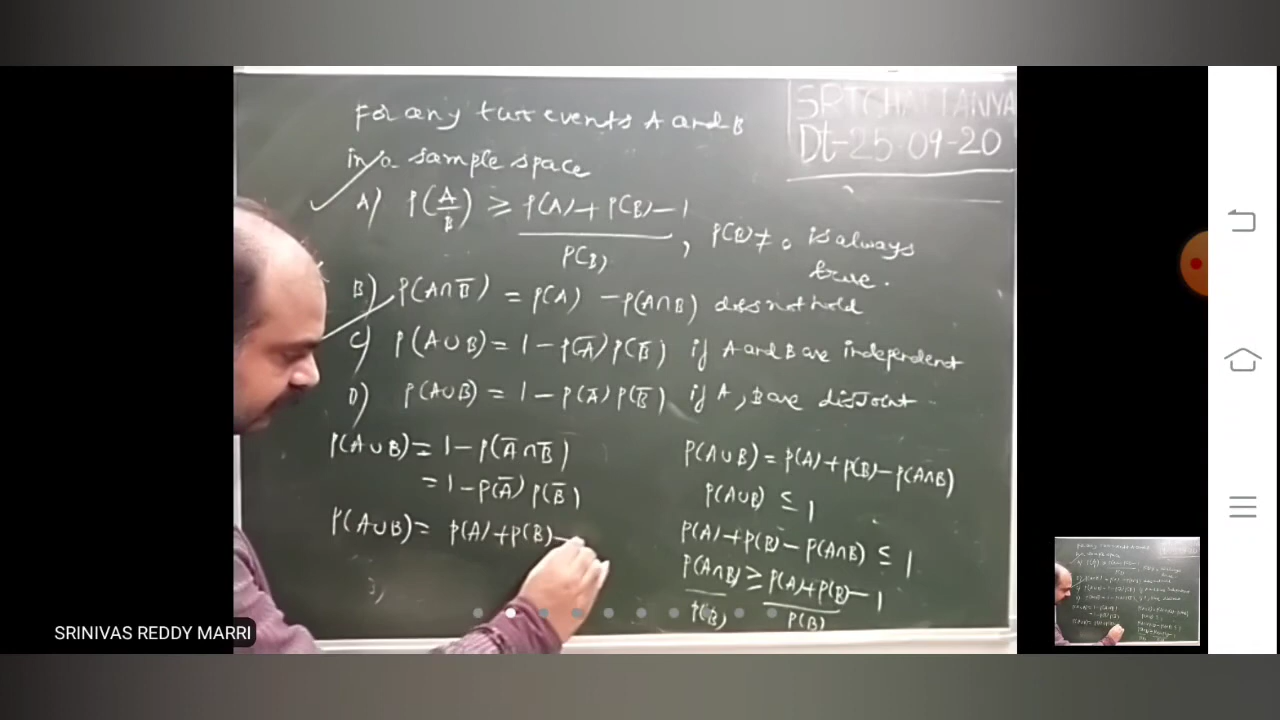 SRICHAITANYA
Dt-25-09-20
For any two events A and B
in a sample space
A) P(A/B) ≥ P(A) + P(B) - 1 / P(B) , P(B) ≠ 0 is always
true.
B) P(A∩B̅) = P(A) - P(A∩B) does not hold
C) P(A∪B) = 1 - P(A̅) P(B̅) if A and B are independent
D) P(A∪B) = 1 - P(A̅) P(B̅) if A, B are disjoint
P(A∪B) = 1 - P(A̅∩B̅)
= 1 - P(A̅) P(B̅)
P(A∪B) = P(A) + P(B) -
P(A∪B) = P(A) + P(B) - P(A∩B)
P(A∪B) ≤ 1
P(A) + P(B) - P(A∩B) ≤ 1
P(A∩B) / P(B) ≥ P(A) + P(B) - 1 / P(B)
SRINIVAS REDDY MARRI